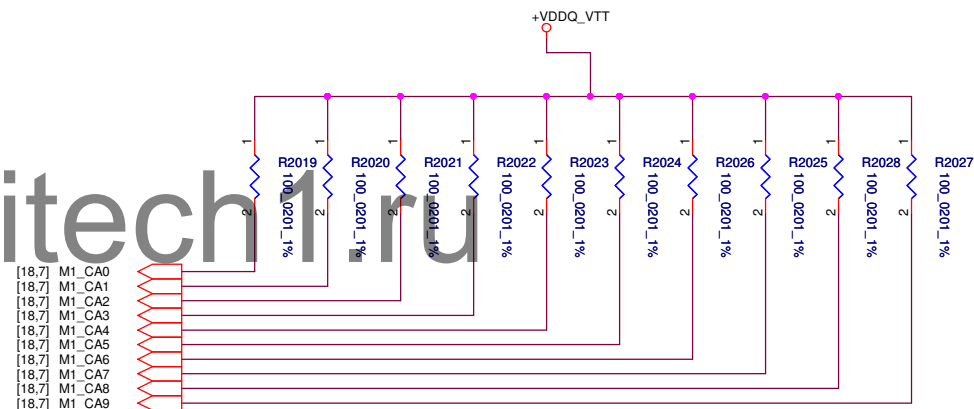 +VDDQ_VTT
1 1 1 1 1 1 1 1 1 1
R2019 R2020 R2021 R2022 R2023 R2024 R2026 R2025 R2028 R2027
100_0201_1% 100_0201_1% 100_0201_1% 100_0201_1% 100_0201_1% 100_0201_1% 100_0201_1% 100_0201_1% 100_0201_1% 100_0201_1%
2 2 2 2 2 2 2 2 2 2
itech1.ru
[18,7] M1_CA0
[18,7] M1_CA1
[18,7] M1_CA2
[18,7] M1_CA3
[18,7] M1_CA4
[18,7] M1_CA5
[18,7] M1_CA6
[18,7] M1_CA7
[18,7] M1_CA8
[18,7] M1_CA9